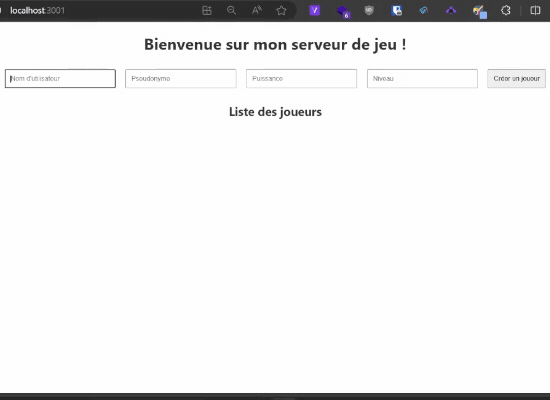 localhost:3001
Bienvenue sur mon serveur de jeu !
Nom d'utilisateur
Pseudonyme
Puissance
Niveau
Créer un joueur
Liste des joueurs